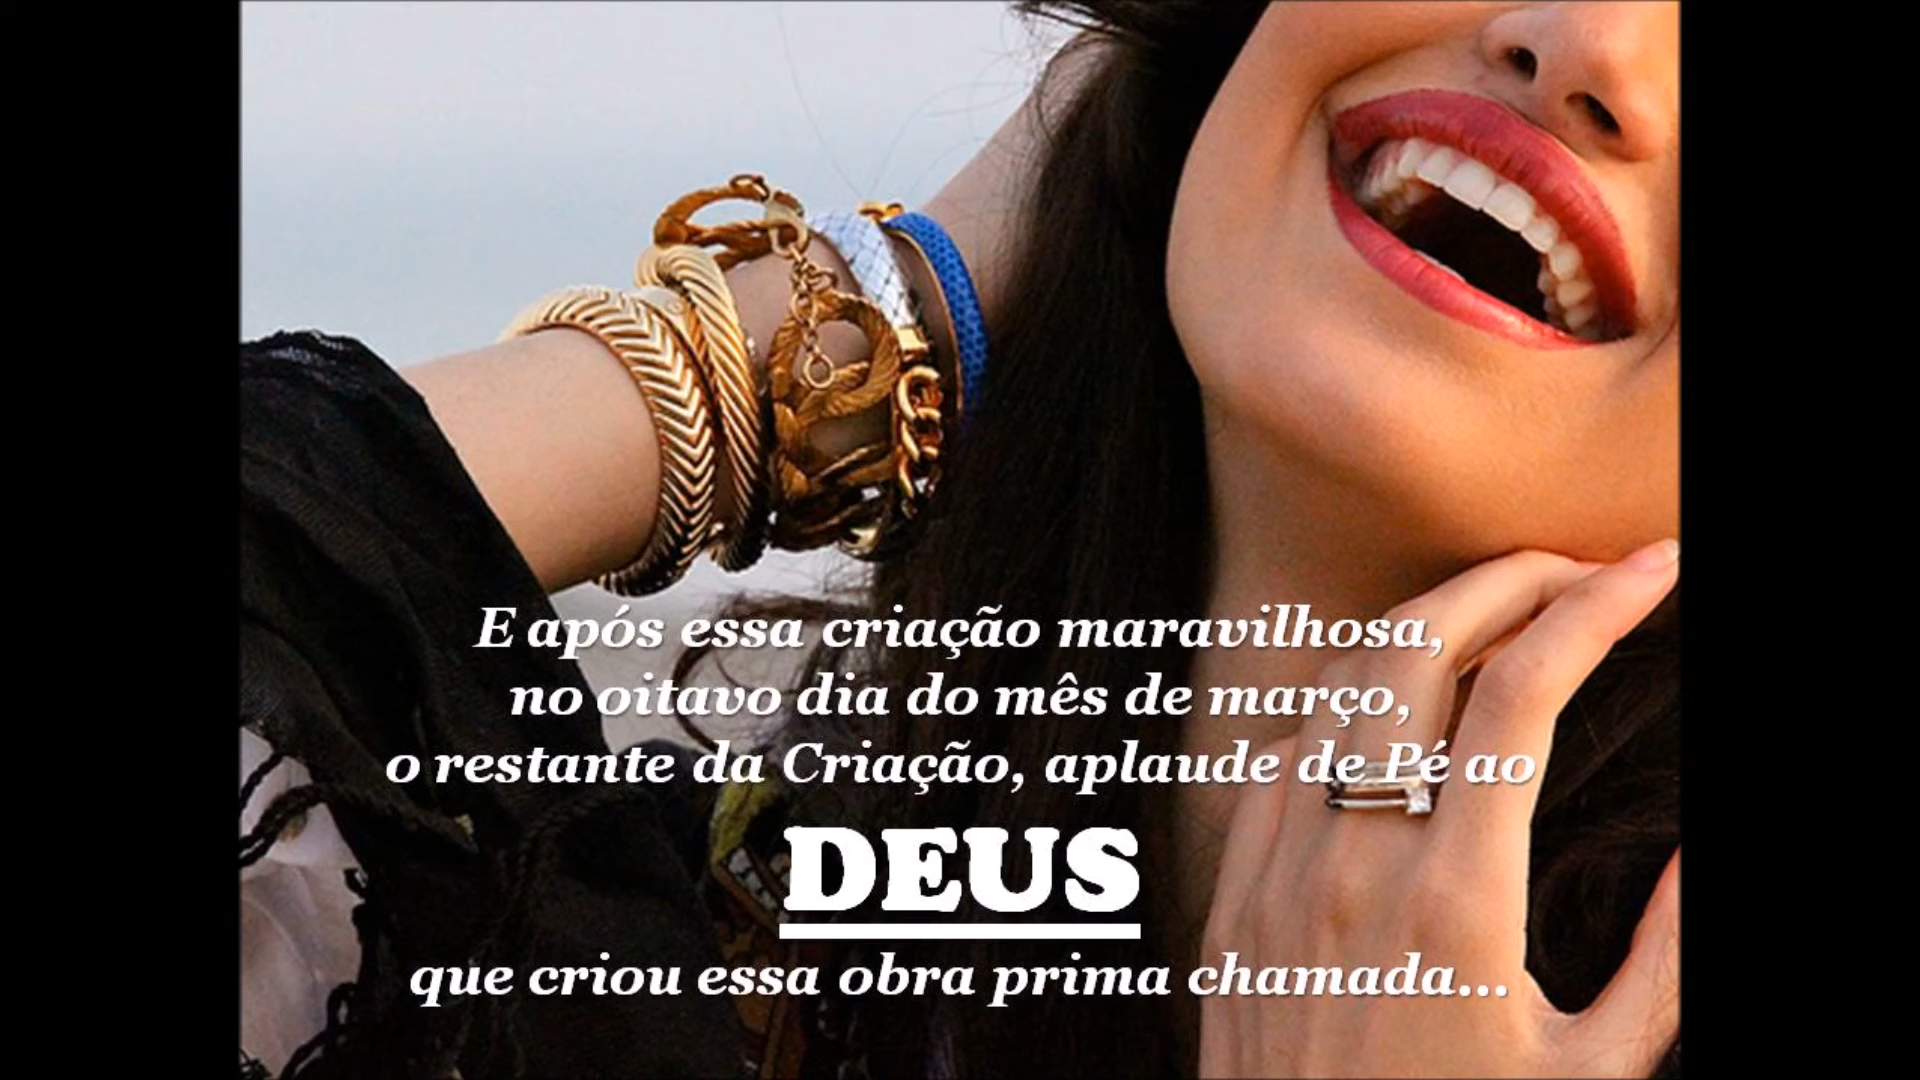 E após essa criação maravilhosa,
no oitavo dia do mês de março,
o restante da Criação, aplaude de Pé ao
DEUS
que criou essa obra prima chamada...